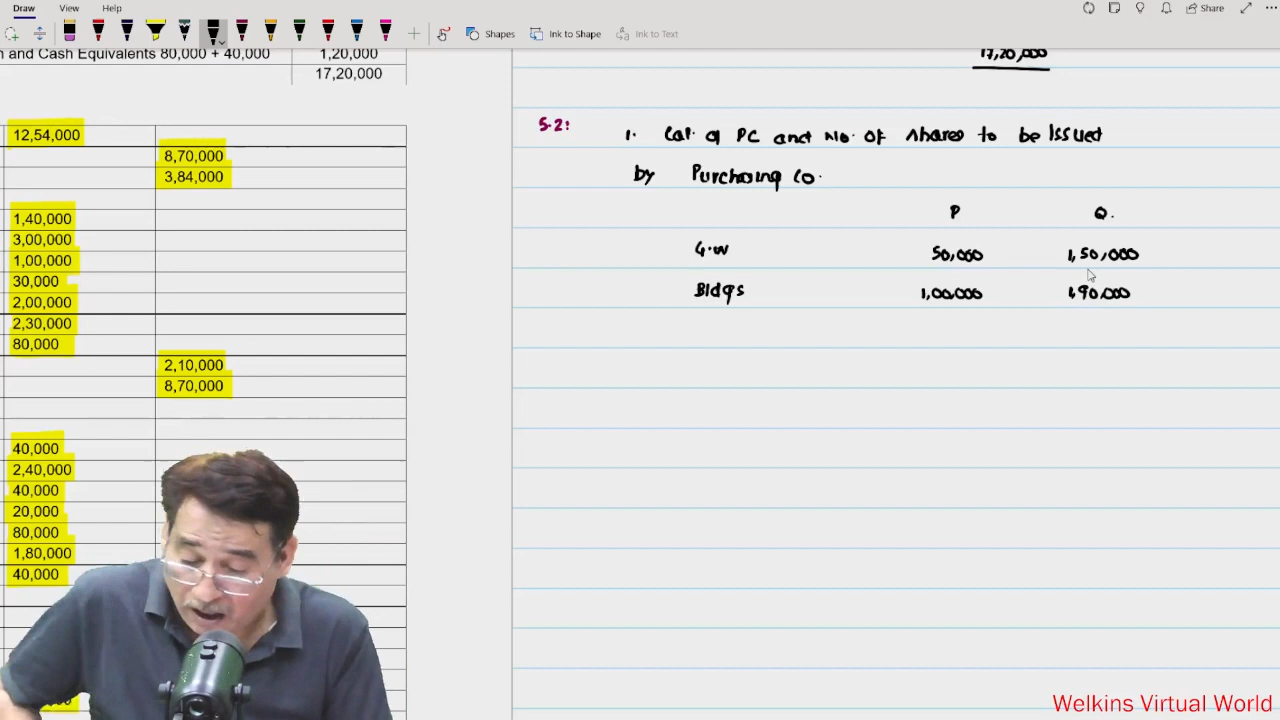 Draw View Help
Shapes Ink to Shape Ink to Text Share
and Cash Equivalents 80,000 + 40,000 1,20,000
17,20,000
12,54,000
8,70,000
3,84,000
1,40,000
3,00,000
1,00,000
30,000
2,00,000
2,30,000
80,000
2,10,000
8,70,000
40,000
2,40,000
40,000
20,000
80,000
1,80,000
40,000
17,20,000
5.2:
1. Cal. of PC and No. of shares to be Issued
by Purchasing Co.
P Q.
G.W 50,000 1,50,000
Bldgs 1,00,000 1,90,000
Welkins Virtual World